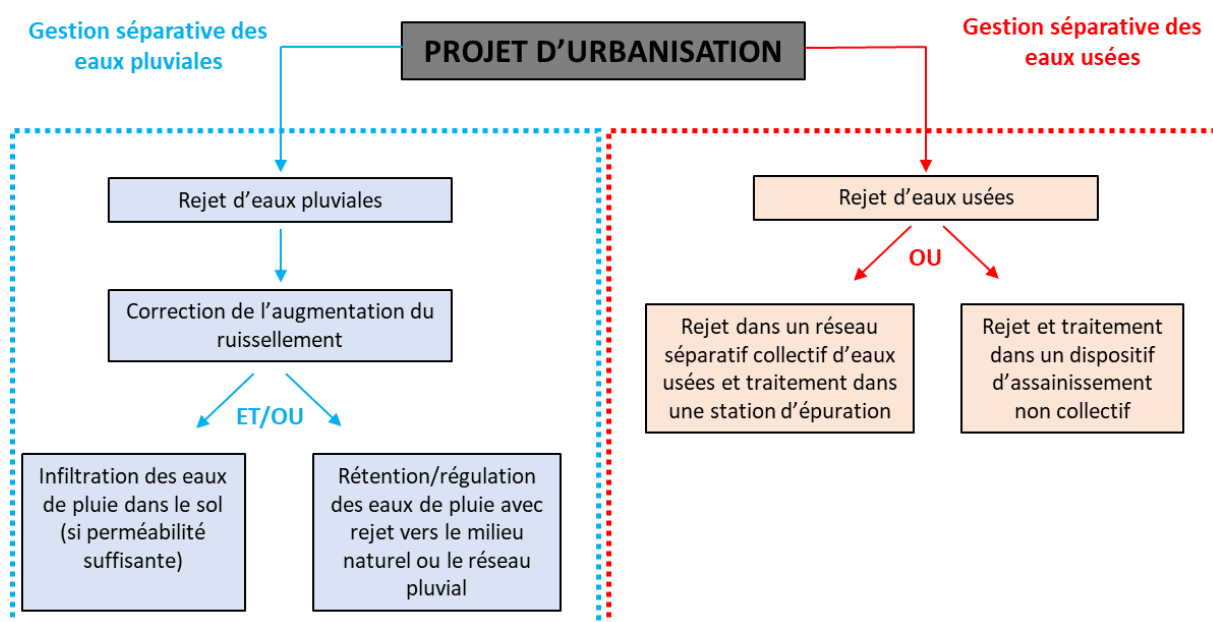 Gestion séparative des
eaux pluviales
PROJET D’URBANISATION
Gestion séparative des
eaux usées
Rejet d’eaux pluviales
Correction de l’augmentation du
ruissellement
ET/OU
Infiltration des eaux
de pluie dans le sol
(si perméabilité
suffisante)
Rétention/régulation
des eaux de pluie avec
rejet vers le milieu
naturel ou le réseau
pluvial
Rejet d’eaux usées
OU
Rejet dans un réseau
séparatif collectif d’eaux
usées et traitement dans
une station d’épuration
Rejet et traitement
dans un dispositif
d’assainissement
non collectif